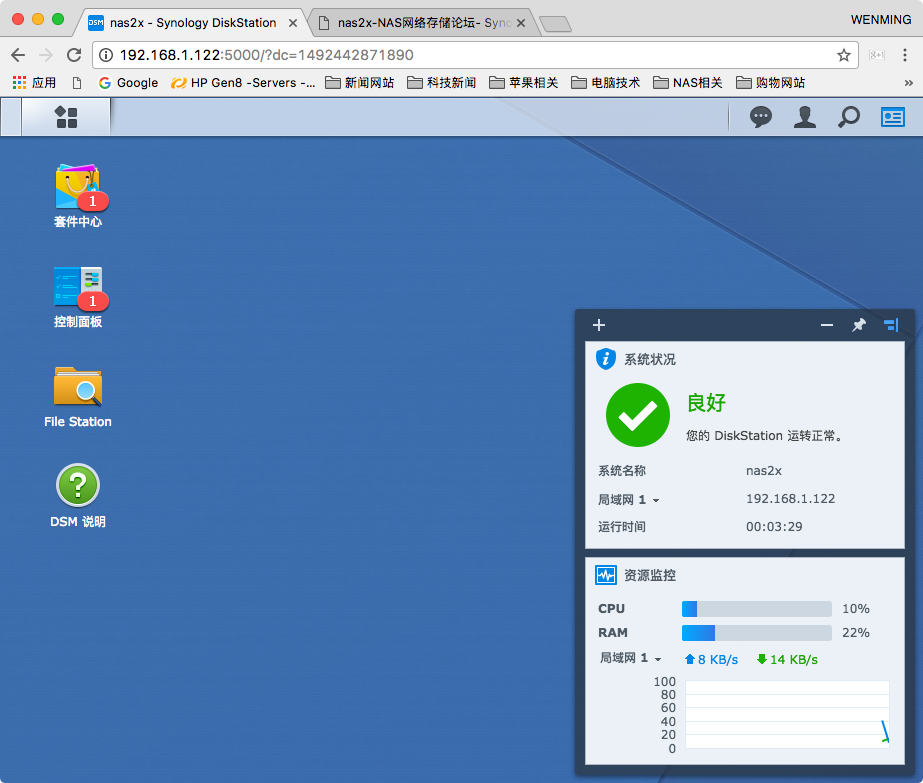 nas2x - Synology DiskStation
nas2x-NAS网络存储论坛- Syno
WENMING
192.168.1.122:5000/?dc=1492442871890
应用
Google
HP Gen8 -Servers -...
新闻网站
科技新闻
苹果相关
电脑技术
NAS相关
购物网站
»
1
套件中心
1
控制面板
File Station
?
DSM 说明
系统状况
良好
您的 DiskStation 运转正常。
系统名称 nas2x
局域网 1 192.168.1.122
运行时间 00:03:29
资源监控
CPU 10%
RAM 22%
局域网 1 8 KB/s 14 KB/s
100
80
60
40
20
0